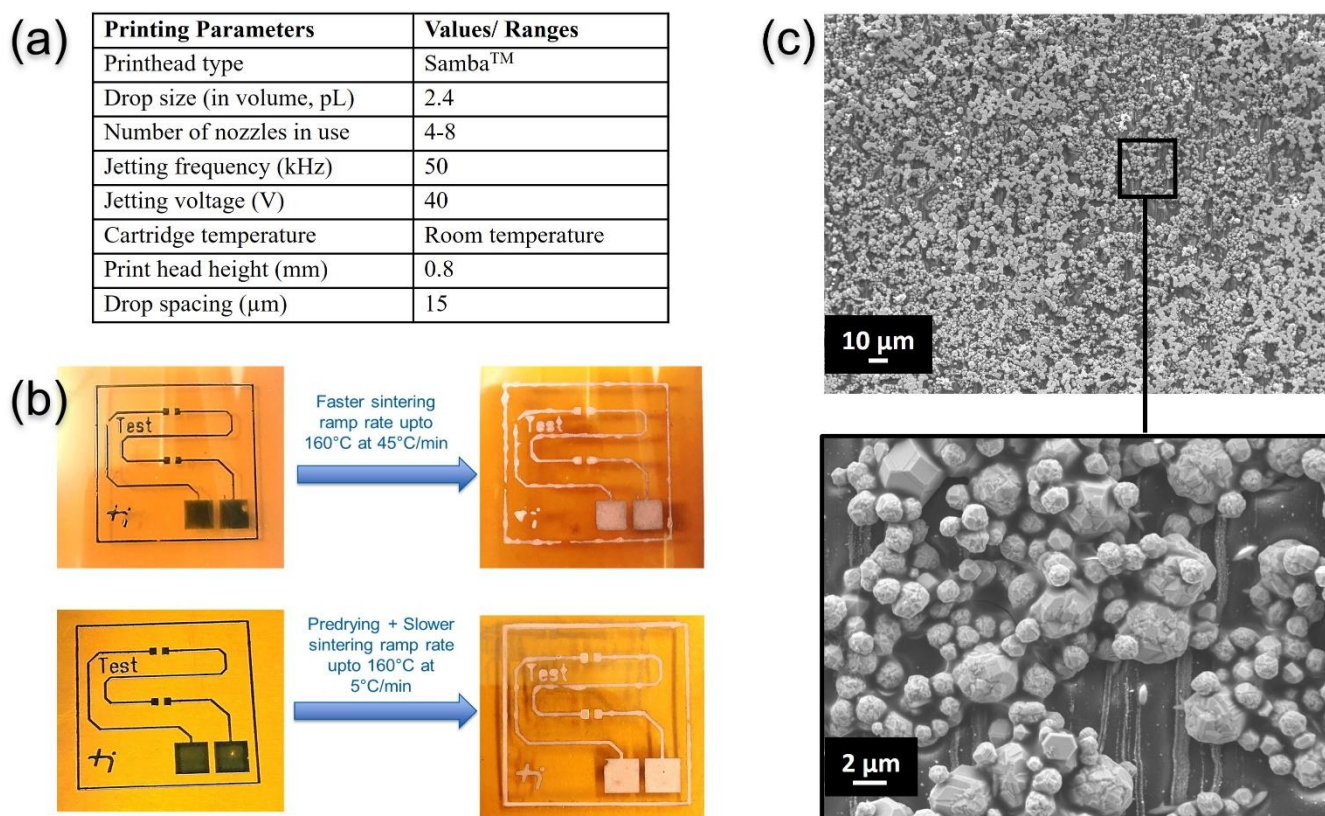 (a)
Printing Parameters Values/ Ranges
Printhead type Samba™
Drop size (in volume, pL) 2.4
Number of nozzles in use 4-8
Jetting frequency (kHz) 50
Jetting voltage (V) 40
Cartridge temperature Room temperature
Print head height (mm) 0.8
Drop spacing (µm) 15
(b)
Test
Faster sintering
ramp rate upto
160°C at 45°C/min
Test
Test
Predrying + Slower
sintering ramp rate
upto 160°C at
5°C/min
Test
(c)
10 µm
2 µm